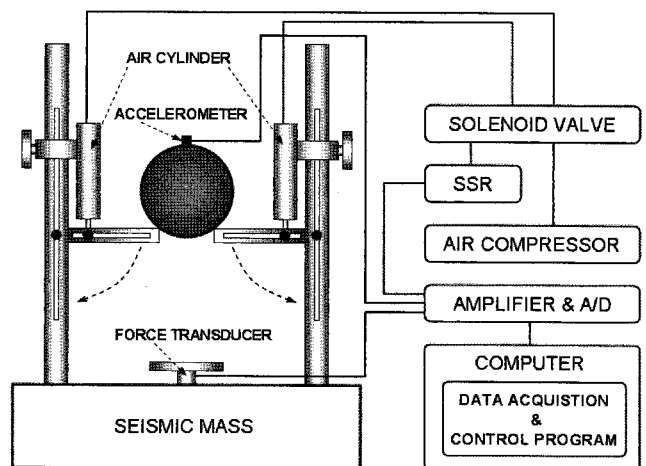 AIR CYLINDER
ACCELEROMETER
SOLENOID VALVE
SSR
AIR COMPRESSOR
AMPLIFIER & A/D
FORCE TRANSDUCER
COMPUTER
DATA ACQUISTION
&
CONTROL PROGRAM
SEISMIC MASS